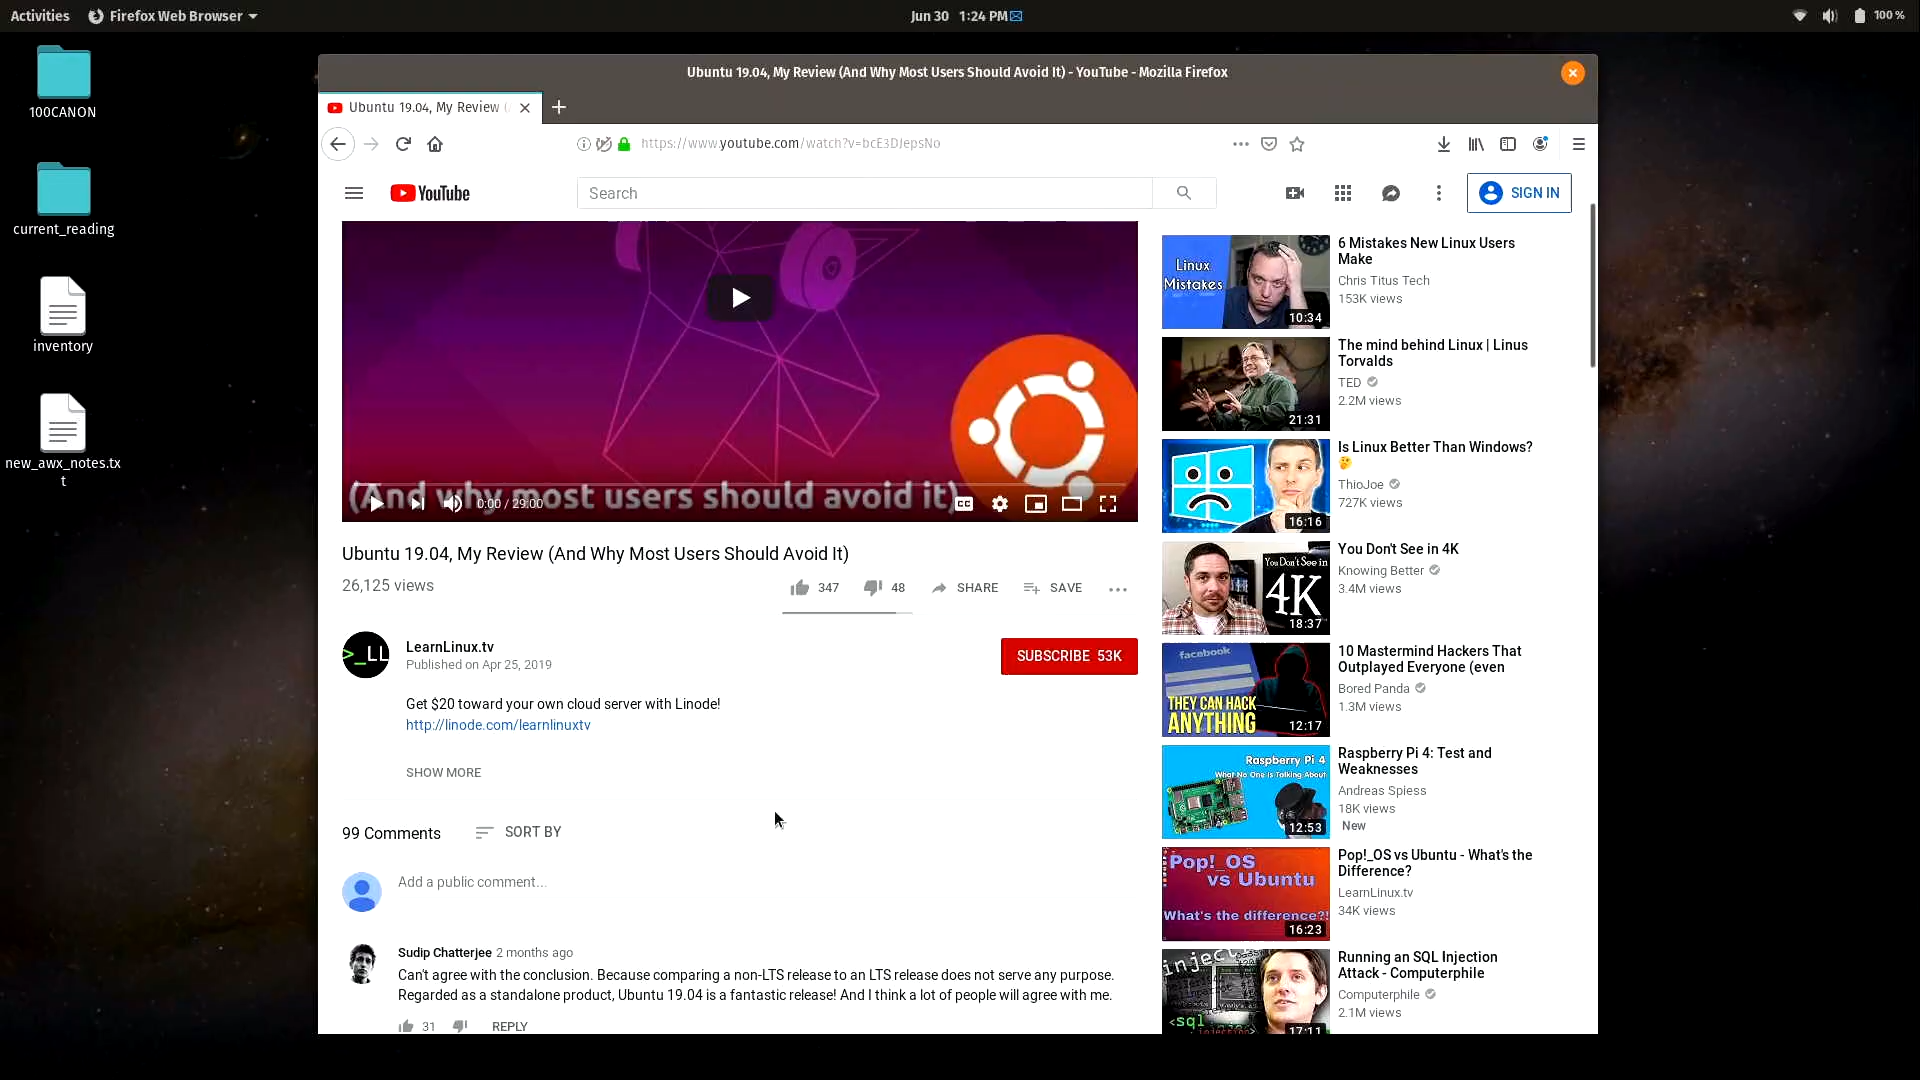 Activities
Firefox Web Browser
Jun 30 1:24 PM
100 %
100CANON
current_reading
inventory
new_awx_notes.tx
t
Ubuntu 19.04, My Review (And Why Most Users Should Avoid It) - YouTube - Mozilla Firefox
Ubuntu 19.04, My Review (
https://www.youtube.com/watch?v=bcE3DJepsNo
YouTube
Search
SIGN IN
(And why most users should avoid it)
0:00 / 29:00
CC
Ubuntu 19.04, My Review (And Why Most Users Should Avoid It)
26,125 views
347
48
SHARE
SAVE
>_LL
LearnLinux.tv
Published on Apr 25, 2019
SUBSCRIBE 53K
Get $20 toward your own cloud server with Linode!
http://linode.com/learnlinuxtv
SHOW MORE
99 Comments
SORT BY
Add a public comment...
Sudip Chatterjee 2 months ago
Can't agree with the conclusion. Because comparing a non-LTS release to an LTS release does not serve any purpose.
Regarded as a standalone product, Ubuntu 19.04 is a fantastic release! And I think a lot of people will agree with me.
31
REPLY
Linux
Mistakes
10:34
6 Mistakes New Linux Users
Make
Chris Titus Tech
153K views
21:31
The mind behind Linux | Linus
Torvalds
TED
2.2M views
16:16
Is Linux Better Than Windows?
🤔
ThioJoe
727K views
You Don't See in
4K
18:37
You Don't See in 4K
Knowing Better
3.4M views
facebook
THEY CAN HACK
ANYTHING
12:17
10 Mastermind Hackers That
Outplayed Everyone (even
Bored Panda
1.3M views
Raspberry Pi 4
What No One is Talking About
12:53
Raspberry Pi 4: Test and
Weaknesses
Andreas Spiess
18K views
New
Pop!_OS
vs Ubuntu
What's the difference?!
16:23
Pop!_OS vs Ubuntu - What's the
Difference?
LearnLinux.tv
34K views
inject
<sql
injection>
17:11
Running an SQL Injection
Attack - Computerphile
Computerphile
2.1M views